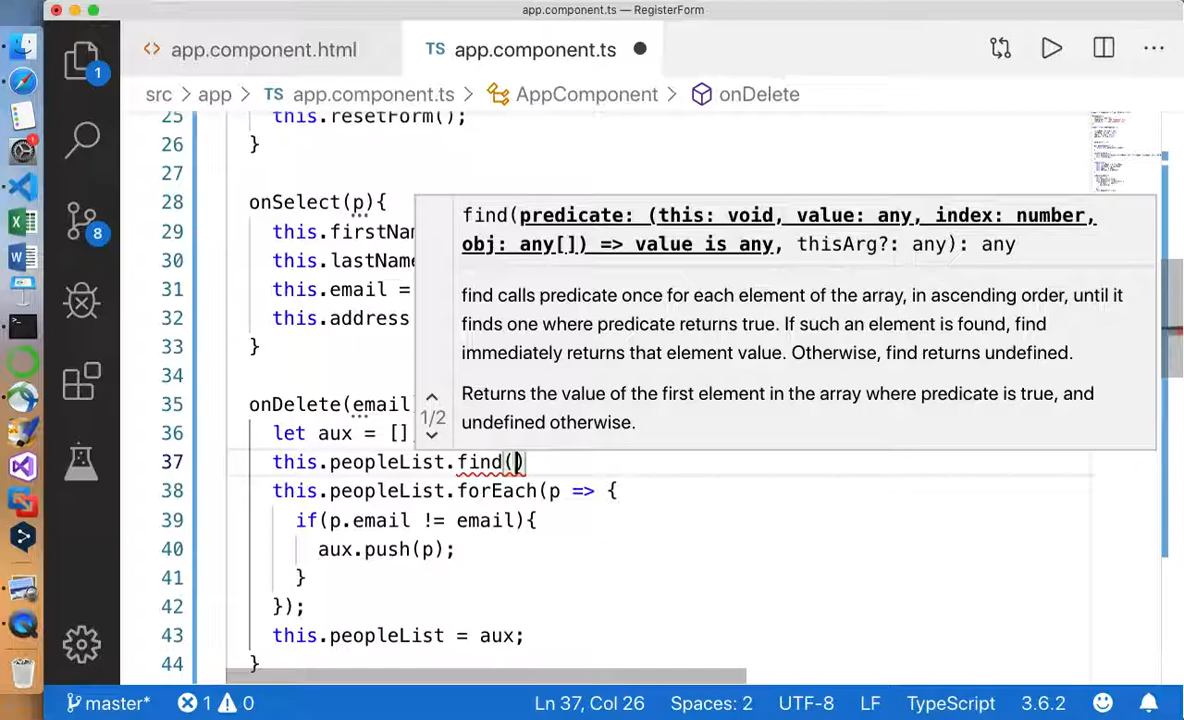 app.component.ts — RegisterForm
app.component.html
TS app.component.ts
1
src > app > TS app.component.ts > AppComponent > onDelete
25 this.resetForm();
26 }
27
28 onSelect(p){
29 this.firstNam
30 this.lastName
31 this.email =
32 this.address
33 }
34
35 onDelete(email
36 let aux = []
37 this.peopleList.find()
38 this.peopleList.forEach(p => {
39 if(p.email != email){
40 aux.push(p);
41 }
42 });
43 this.peopleList = aux;
44 }
find(predicate: (this: void, value: any, index: number,
obj: any[]) => value is any, thisArg?: any): any
find calls predicate once for each element of the array, in ascending order, until it
finds one where predicate returns true. If such an element is found, find
immediately returns that element value. Otherwise, find returns undefined.
Returns the value of the first element in the array where predicate is true, and
undefined otherwise.
1/2
8
master* 1 0 Ln 37, Col 26 Spaces: 2 UTF-8 LF TypeScript 3.6.2